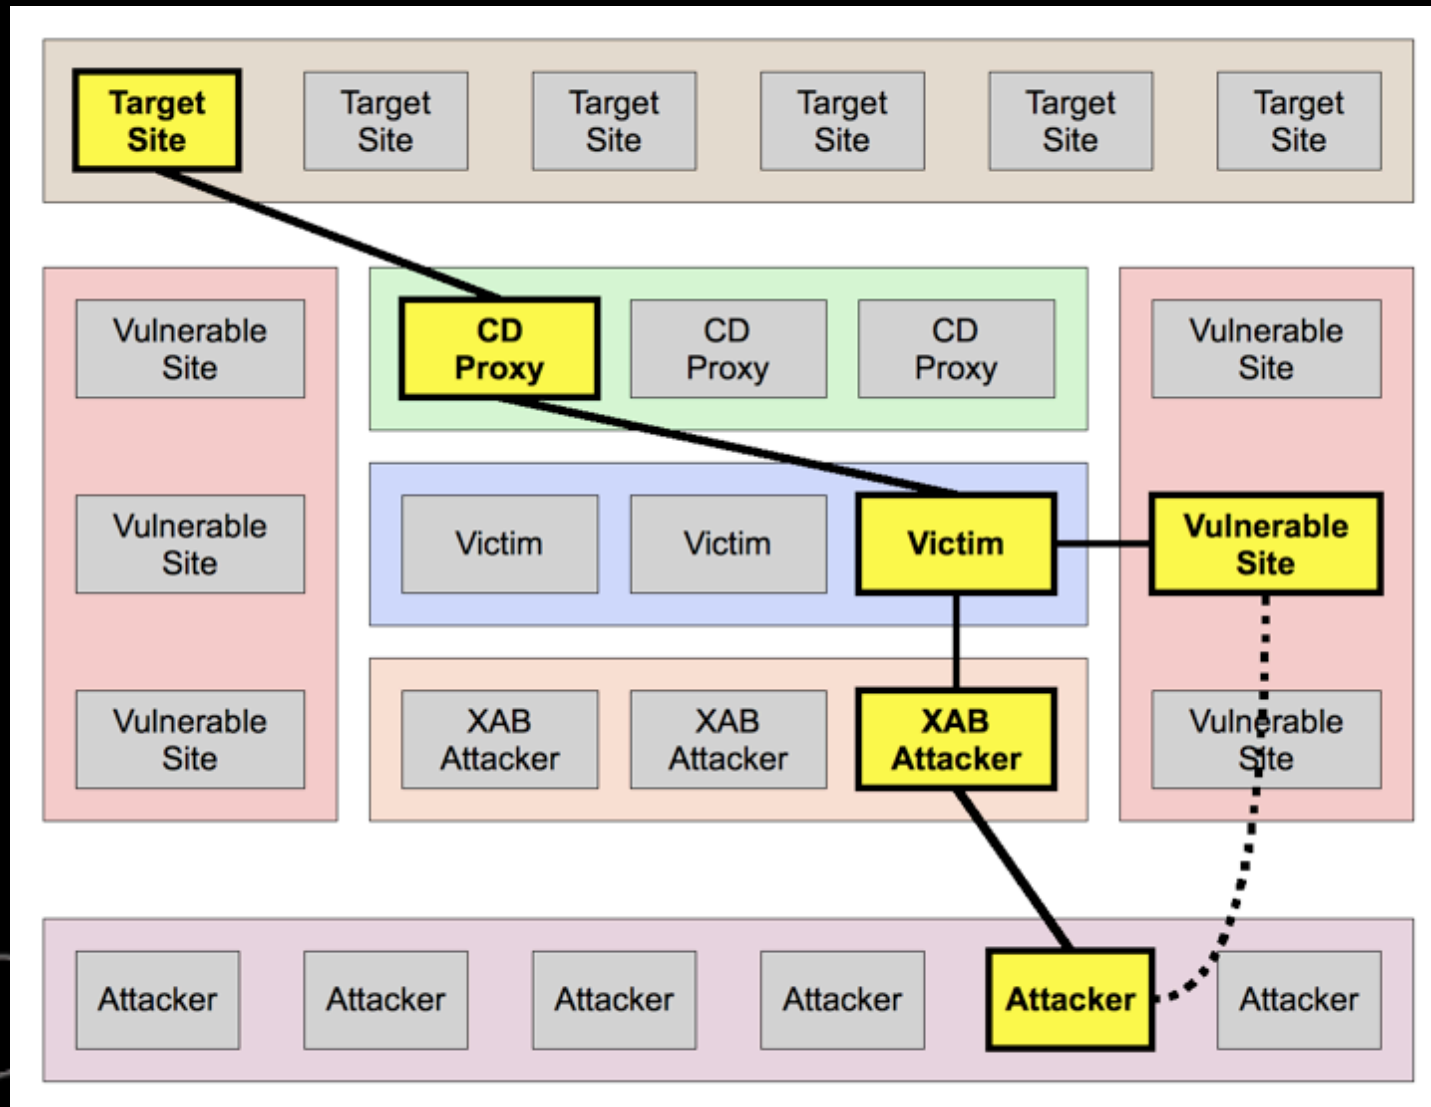 Target
Site
Target
Site
Target
Site
Target
Site
Target
Site
Target
Site
Vulnerable
Site
CD
Proxy
CD
Proxy
CD
Proxy
Vulnerable
Site
Vulnerable
Site
Victim
Victim
Victim
Vulnerable
Site
Vulnerable
Site
XAB
Attacker
XAB
Attacker
XAB
Attacker
Vulnerable
Site
Attacker
Attacker
Attacker
Attacker
Attacker
Attacker